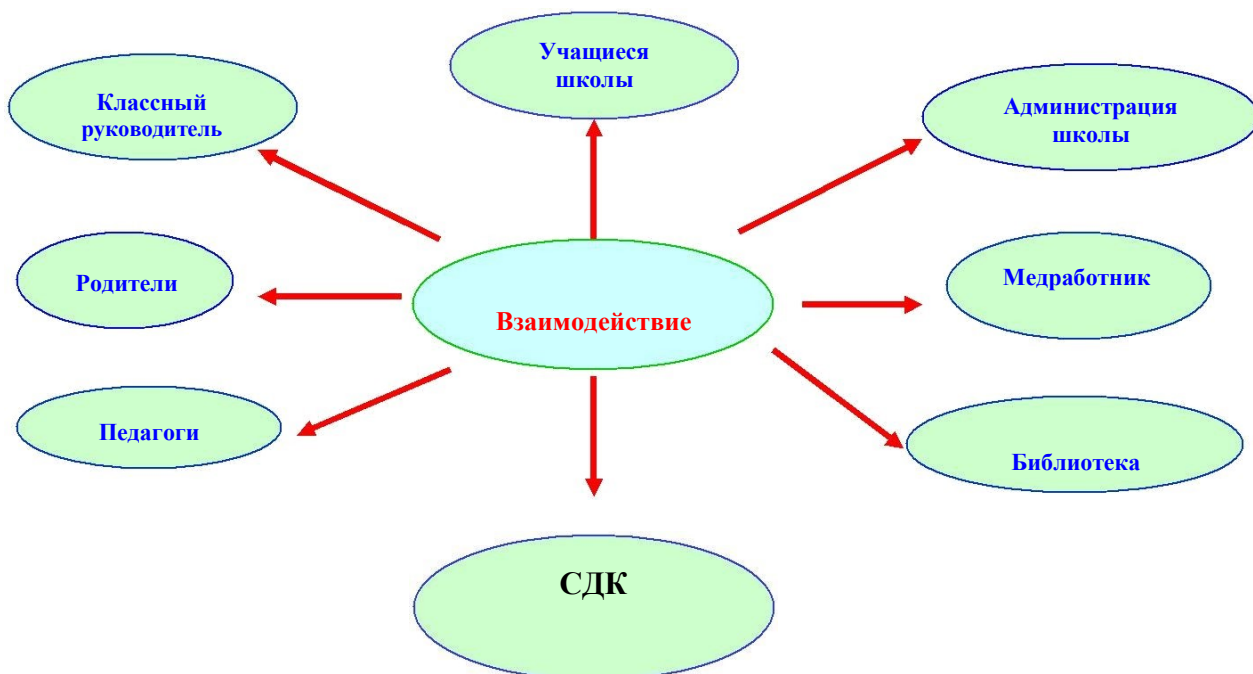 Учащиеся
школы
Классный
руководитель
Администрация
школы
Родители
Медработник
Взаимодействие
Педагоги
Библиотека
СДК